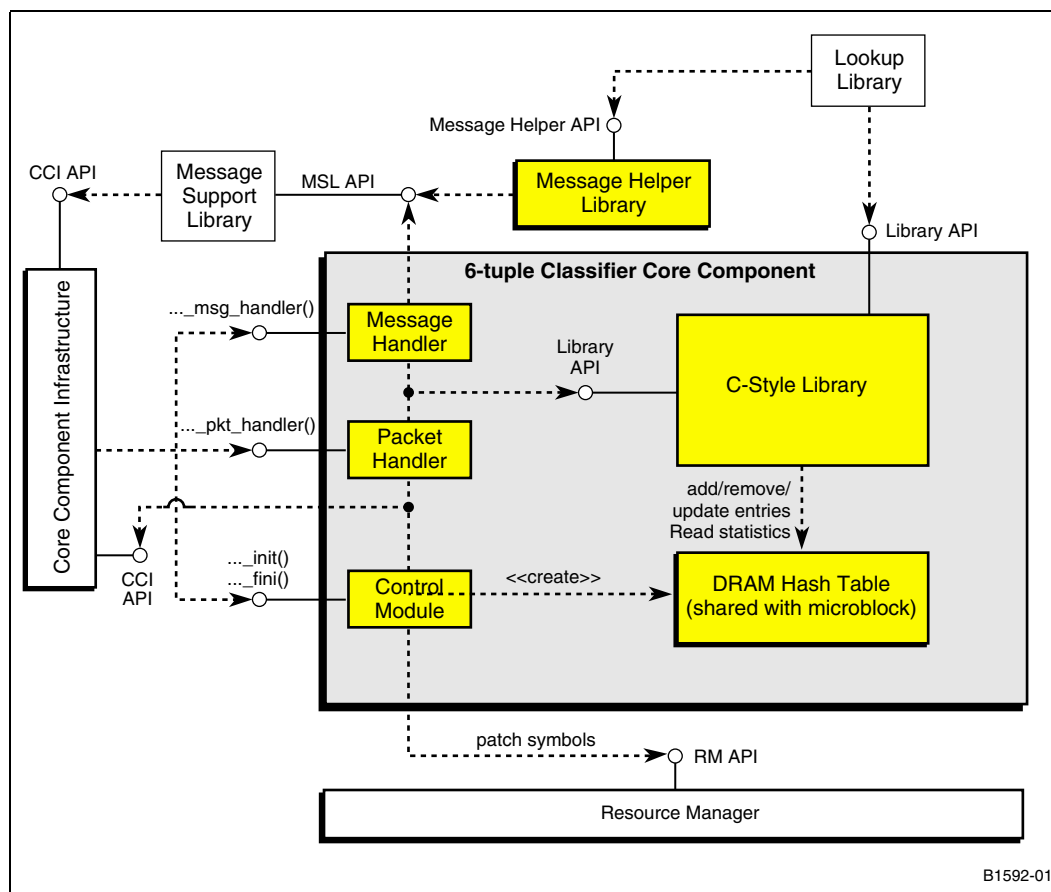 Lookup
Library
Message Helper API
CCI API
Message
Support
Library
MSL API
Message Helper
Library
Library API
6-tuple Classifier Core Component
..._msg_handler()
Message
Handler
Library
API
C-Style Library
Core Component Infrastructure
..._pkt_handler()
Packet
Handler
add/remove/
update entries
Read statistics
CCI
API
..._init()
..._fini()
Control
Module
<<create>>
DRAM Hash Table
(shared with microblock)
patch symbols
RM API
Resource Manager
B1592-01